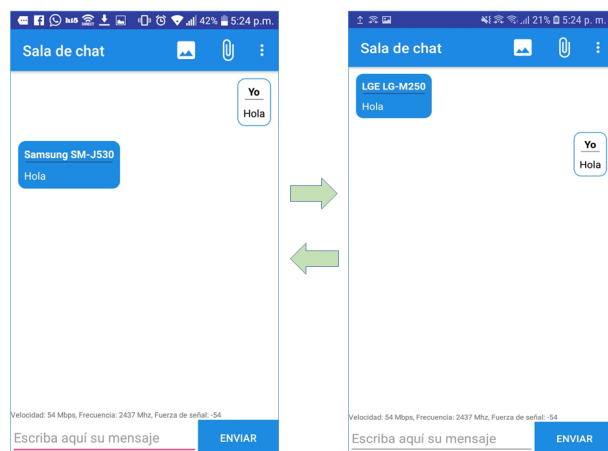 42% 5:24 p.m.
Sala de chat
Yo
Hola
Samsung SM-J530
Hola
Velocidad: 54 Mbps, Frecuencia: 2437 Mhz, Fuerza de señal: -54
Escriba aquí su mensaje
ENVIAR
21% 5:24 p.m.
Sala de chat
LGE LG-M250
Hola
Yo
Hola
Velocidad: 54 Mbps, Frecuencia: 2437 Mhz, Fuerza de señal: -54
Escriba aquí su mensaje
ENVIAR